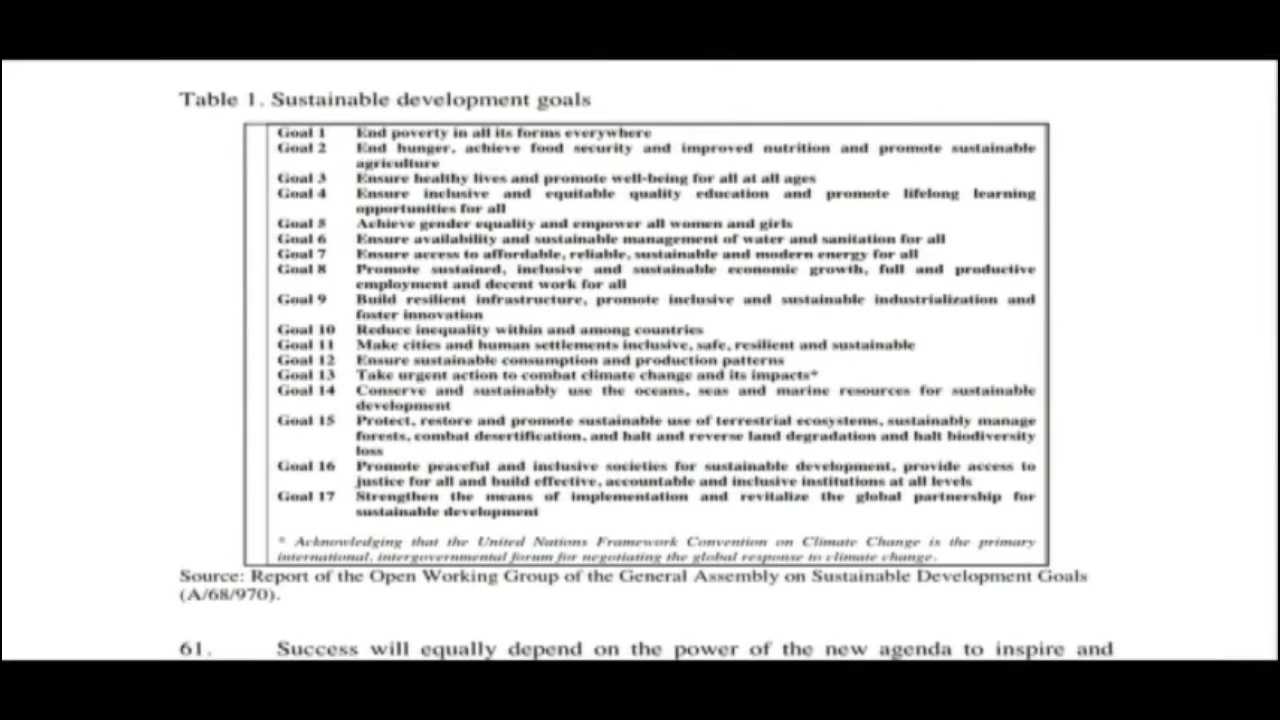 Table 1. Sustainable development goals
Goal 1 End poverty in all its forms everywhere
Goal 2 End hunger, achieve food security and improved nutrition and promote sustainable
agriculture
Goal 3 Ensure healthy lives and promote well-being for all at all ages
Goal 4 Ensure inclusive and equitable quality education and promote lifelong learning
opportunities for all
Goal 5 Achieve gender equality and empower all women and girls
Goal 6 Ensure availability and sustainable management of water and sanitation for all
Goal 7 Ensure access to affordable, reliable, sustainable and modern energy for all
Goal 8 Promote sustained, inclusive and sustainable economic growth, full and productive
employment and decent work for all
Goal 9 Build resilient infrastructure, promote inclusive and sustainable industrialization and
foster innovation
Goal 10 Reduce inequality within and among countries
Goal 11 Make cities and human settlements inclusive, safe, resilient and sustainable
Goal 12 Ensure sustainable consumption and production patterns
Goal 13 Take urgent action to combat climate change and its impacts*
Goal 14 Conserve and sustainably use the oceans, seas and marine resources for sustainable
development
Goal 15 Protect, restore and promote sustainable use of terrestrial ecosystems, sustainably manage
forests, combat desertification, and halt and reverse land degradation and halt biodiversity
loss
Goal 16 Promote peaceful and inclusive societies for sustainable development, provide access to
justice for all and build effective, accountable and inclusive institutions at all levels
Goal 17 Strengthen the means of implementation and revitalize the global partnership for
sustainable development
* Acknowledging that the United Nations Framework Convention on Climate Change is the primary
international, intergovernmental forum for negotiating the global response to climate change.
Source: Report of the Open Working Group of the General Assembly on Sustainable Development Goals
(A/68/970).
61. Success will equally depend on the power of the new agenda to inspire and